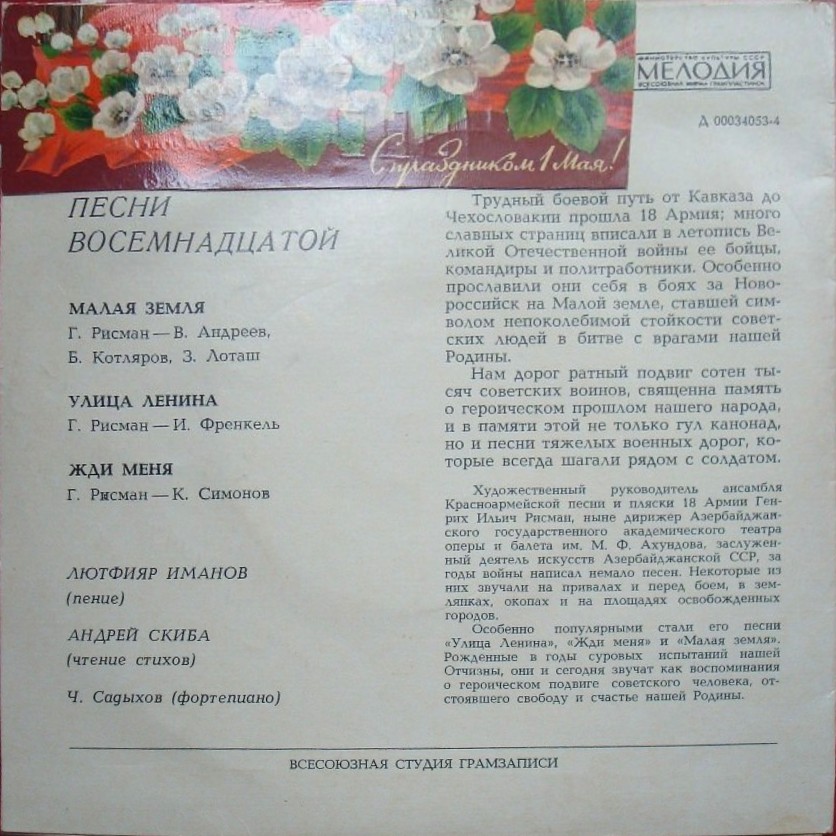 С праздником 1 Мая!
МИНИСТЕРСТВО КУЛЬТУРЫ СССР
МЕЛОДИЯ
ВСЕСОЮЗНАЯ ФИРМА ГРАМПЛАСТИНОК
Д 00034053-4
ПЕСНИ
ВОСЕМНАДЦАТОЙ
МАЛАЯ ЗЕМЛЯ
Г. Рисман — В. Андреев,
Б. Котляров, З. Лоташ
УЛИЦА ЛЕНИНА
Г. Рисман — И. Френкель
ЖДИ МЕНЯ
Г. Рисман — К. Симонов
ЛЮТФИЯР ИМАНОВ
(пение)
АНДРЕЙ СКИБА
(чтение стихов)
Ч. Садыхов (фортепиано)
Трудный боевой путь от Кавказа до
Чехословакии прошла 18 Армия; много
славных страниц вписали в летопись Ве-
ликой Отечественной войны ее бойцы,
командиры и политработники. Особенно
прославили они себя в боях за Ново-
российск на Малой земле, ставшей сим-
волом непоколебимой стойкости совет-
ских людей в битве с врагами нашей
Родины.
Нам дорог ратный подвиг сотен ты-
сяч советских воинов, священна память
о героическом прошлом нашего народа,
и в памяти этой не только гул канонад,
но и песни тяжелых военных дорог, ко-
торые всегда шагали рядом с солдатом.
Художественный руководитель ансамбля
Красноармейской песни и пляски 18 Армии Ген-
рих Ильич Рисман, ныне дирижер Азербайджан-
ского государственного академического театра
оперы и балета им. М. Ф. Ахундова, заслужен-
ный деятель искусств Азербайджанской ССР, за
годы войны написал немало песен. Некоторые из
них звучали на привалах и перед боем, в зем-
лянках, окопах и на площадях освобожденных
городов.
Особенно популярными стали его песни
«Улица Ленина», «Жди меня» и «Малая земля».
Рожденные в годы суровых испытаний нашей
Отчизны, они и сегодня звучат как воспоминания
о героическом подвиге советского человека, от-
стоявшего свободу и счастье нашей Родины.
ВСЕСОЮЗНАЯ СТУДИЯ ГРАМЗАПИСИ